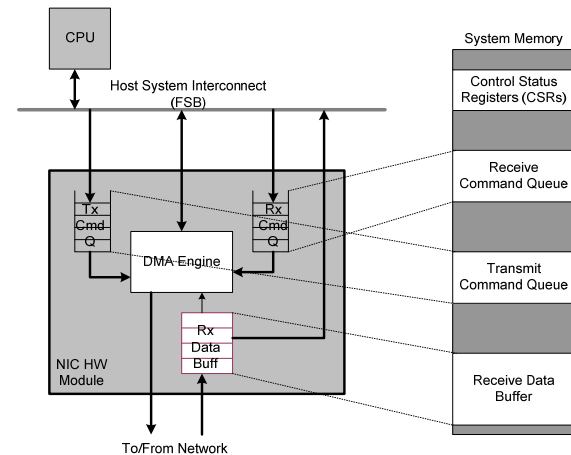 CPU
System Memory
Host System Interconnect
(FSB)
Control Status
Registers (CSRs)
Receive
Command Queue
Tx
Cmd
Q
Rx
Cmd
Q
DMA Engine
Transmit
Command Queue
Rx
Data
Buff
NIC HW
Module
Receive Data
Buffer
To/From Network